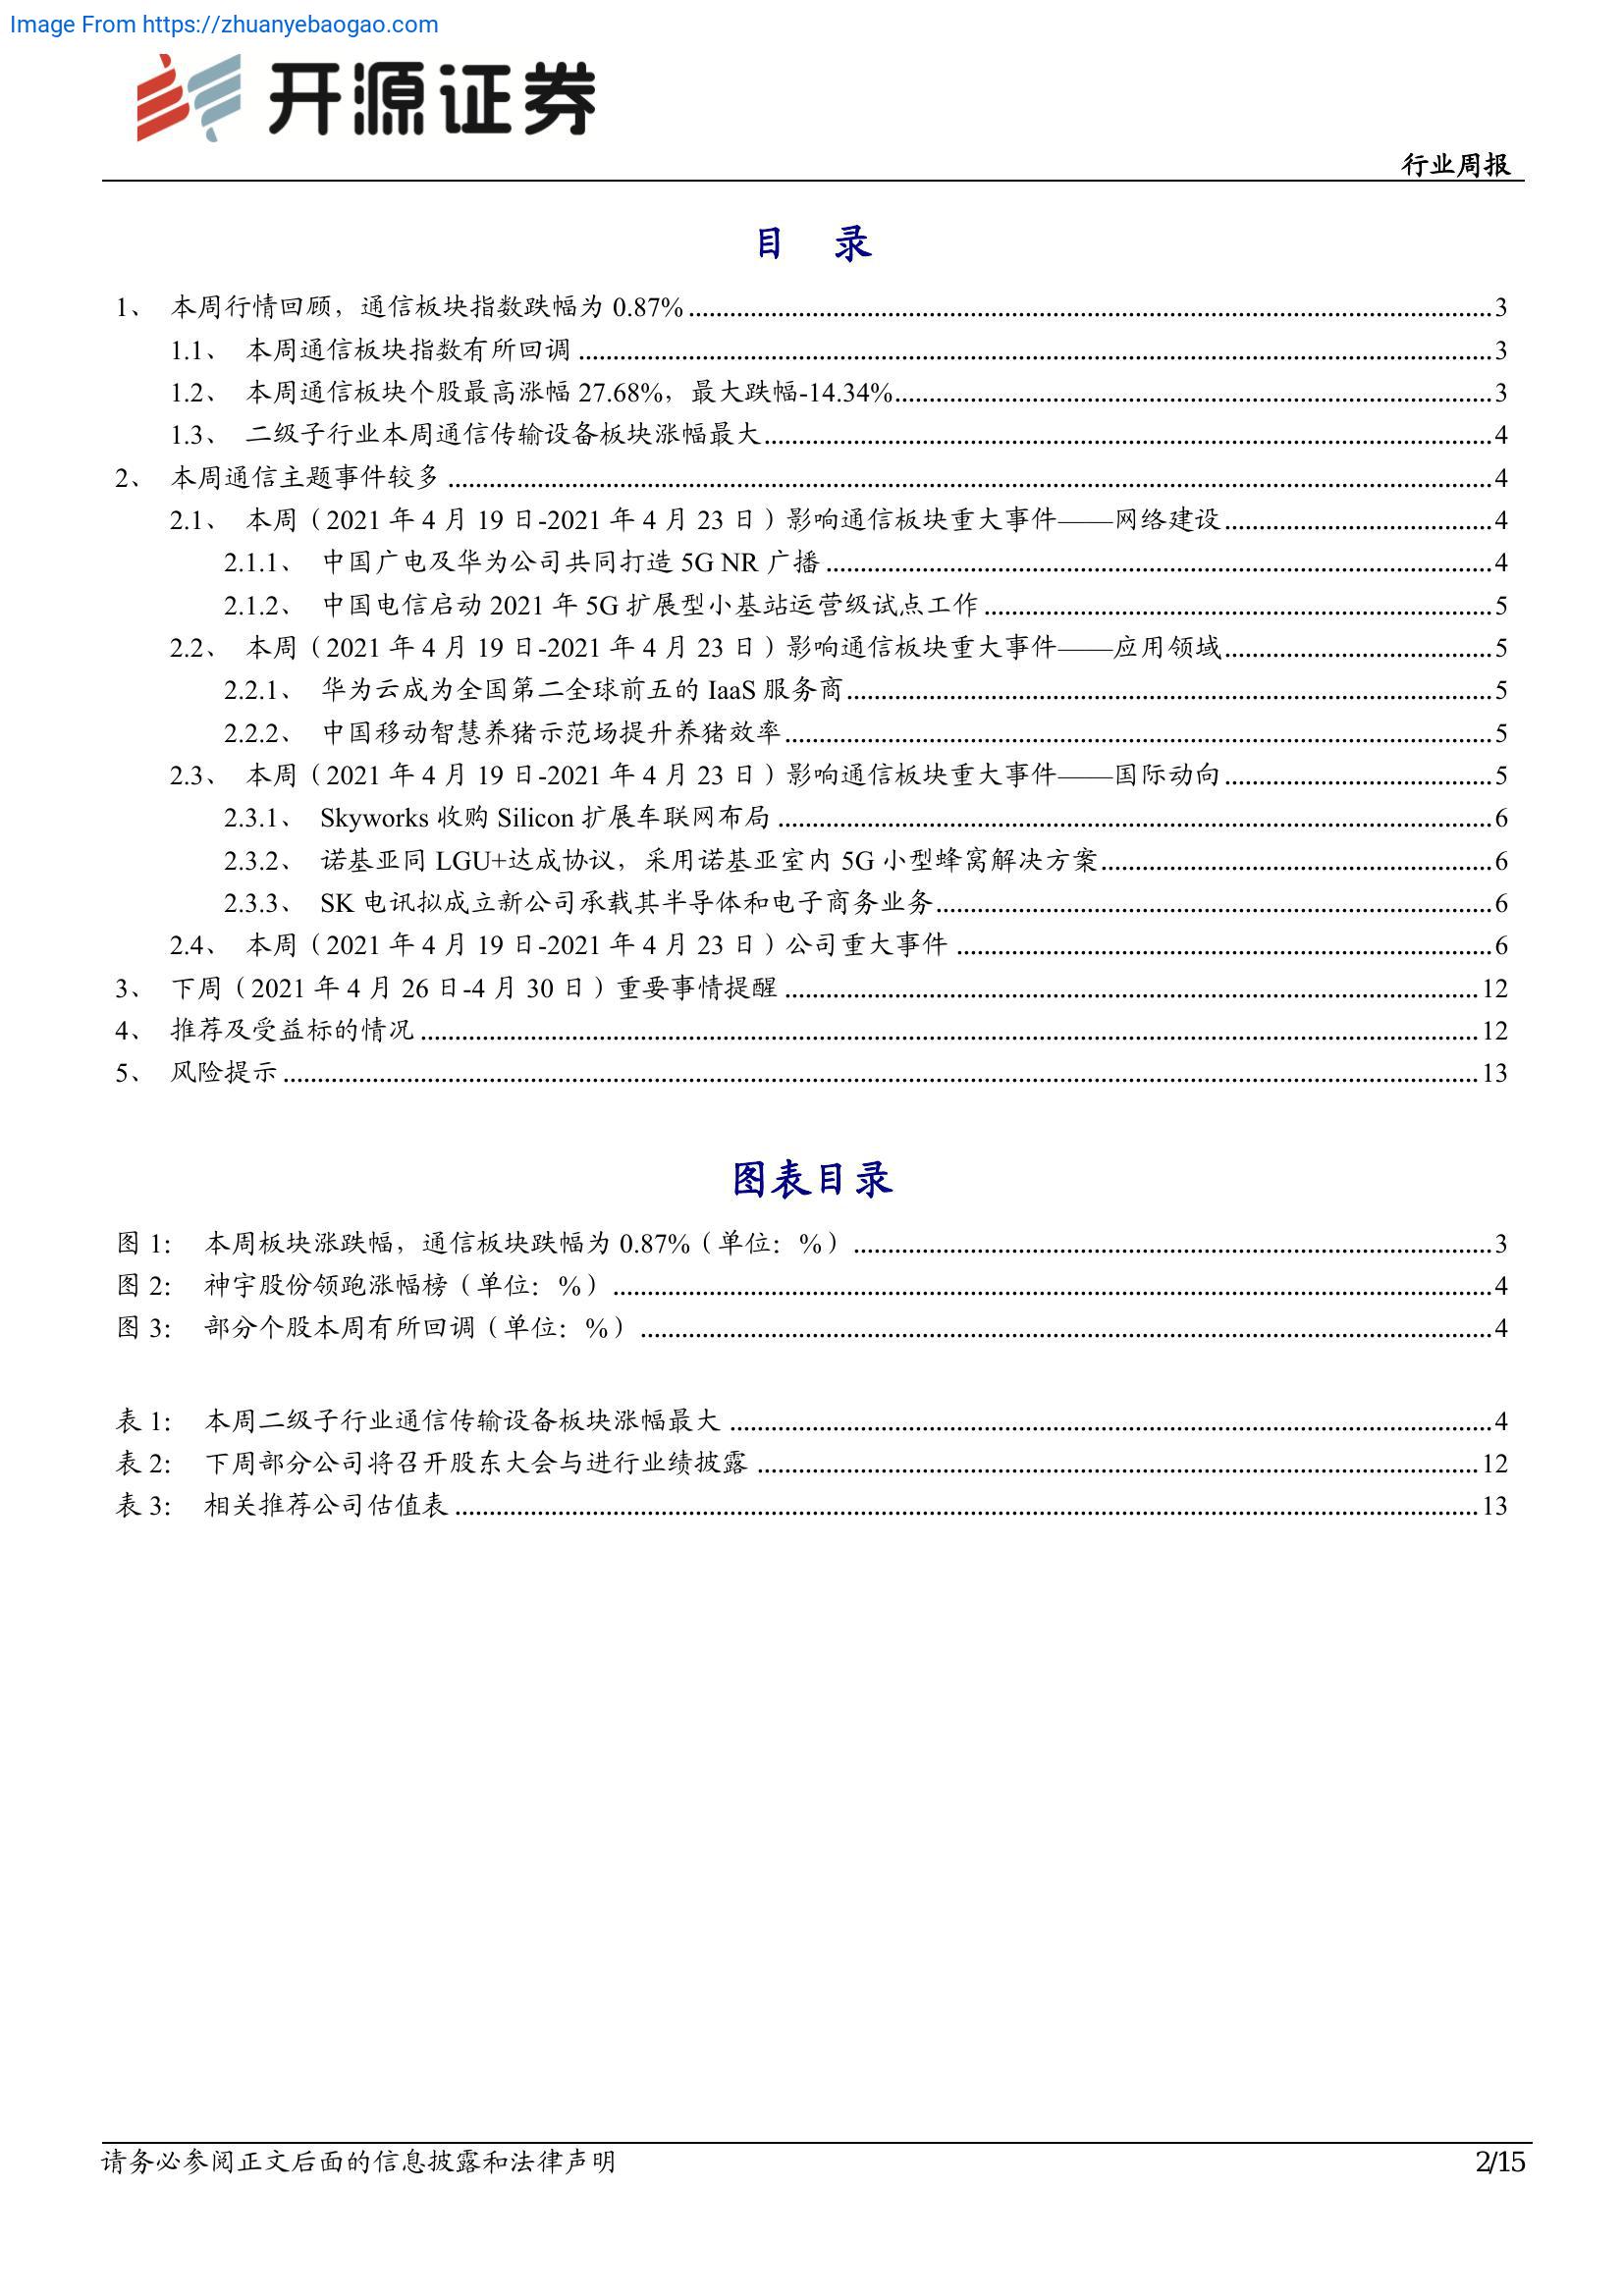 Image From https://zhuanyebaogao.com
开源证券
行业周报
目 录
1、 本周行情回顾，通信板块指数跌幅为 0.87% ........ 3
1.1、 本周通信板块指数有所回调 ........ 3
1.2、 本周通信板块个股最高涨幅 27.68%，最大跌幅-14.34% ........ 3
1.3、 二级子行业本周通信传输设备板块涨幅最大 ........ 4
2、 本周通信主题事件较多 ........ 4
2.1、 本周（2021 年 4 月 19 日-2021 年 4 月 23 日）影响通信板块重大事件——网络建设 ........ 4
2.1.1、 中国广电及华为公司共同打造 5G NR 广播 ........ 4
2.1.2、 中国电信启动 2021 年 5G 扩展型小基站运营级试点工作 ........ 5
2.2、 本周（2021 年 4 月 19 日-2021 年 4 月 23 日）影响通信板块重大事件——应用领域 ........ 5
2.2.1、 华为云成为全国第二全球前五的 IaaS 服务商 ........ 5
2.2.2、 中国移动智慧养猪示范场提升养猪效率 ........ 5
2.3、 本周（2021 年 4 月 19 日-2021 年 4 月 23 日）影响通信板块重大事件——国际动向 ........ 5
2.3.1、 Skyworks 收购 Silicon 扩展车联网布局 ........ 6
2.3.2、 诺基亚同 LGU+达成协议，采用诺基亚室内 5G 小型蜂窝解决方案 ........ 6
2.3.3、 SK 电讯拟成立新公司承载其半导体和电子商务业务 ........ 6
2.4、 本周（2021 年 4 月 19 日-2021 年 4 月 23 日）公司重大事件 ........ 6
3、 下周（2021 年 4 月 26 日-4 月 30 日）重要事情提醒 ........ 12
4、 推荐及受益标的情况 ........ 12
5、 风险提示 ........ 13
图表目录
图 1： 本周板块涨跌幅，通信板块跌幅为 0.87%（单位：%） ........ 3
图 2： 神宇股份领跑涨幅榜（单位：%） ........ 4
图 3： 部分个股本周有所回调（单位：%） ........ 4
表 1： 本周二级子行业通信传输设备板块涨幅最大 ........ 4
表 2： 下周部分公司将召开股东大会与进行业绩披露 ........ 12
表 3： 相关推荐公司估值表 ........ 13
请务必参阅正文后面的信息披露和法律声明
2/15